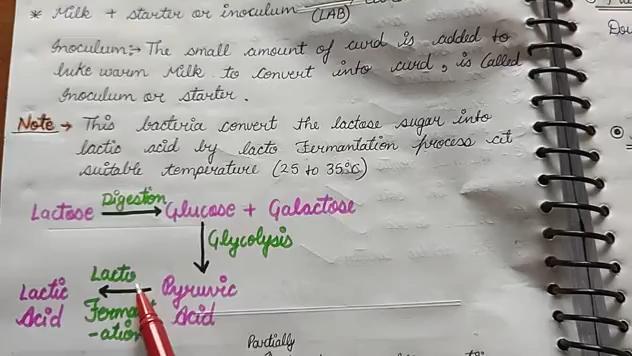 * Milk + starter or inoculum (LAB)
Inoculum:- The small amount of curd is added to
luke warm Milk to convert into curd, is called
Inoculum or starter.
Note → This bacteria convert the lactose sugar into
lactic acid by lacto Fermantation process at
suitable temperature (25 to 35°C)
Lactose Digestion → Glucose + Galactose
↓ Glycolysis
Lactic Acid ← Lacto Ferman -ation Pyruvic Acid
Partially
Dou